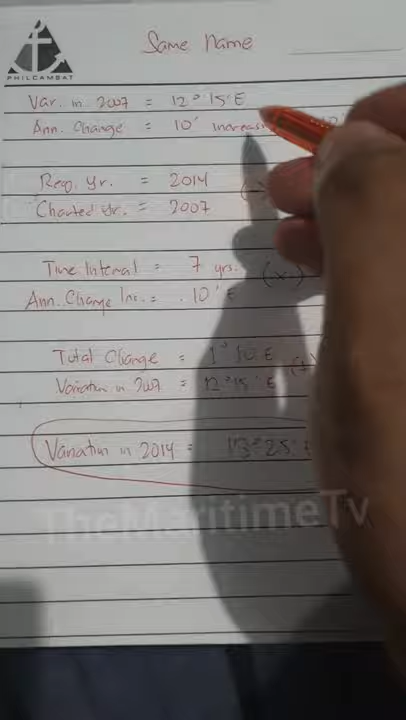 PHILCAMSAT
Same Name
Var. in 2007 = 12° 15' E
Ann. Change = 10' increasi
Req. Yr. = 2014
Charted Yr. = 2007
(-)
Time Interval = 7 yrs. (x)
Ann. Change Inc. = 10' E
Total Change = 1° 10' E (+)
Variation in 2007 = 12° 15' E
Variation in 2014 = 13° 25'
TheMaritimeTv